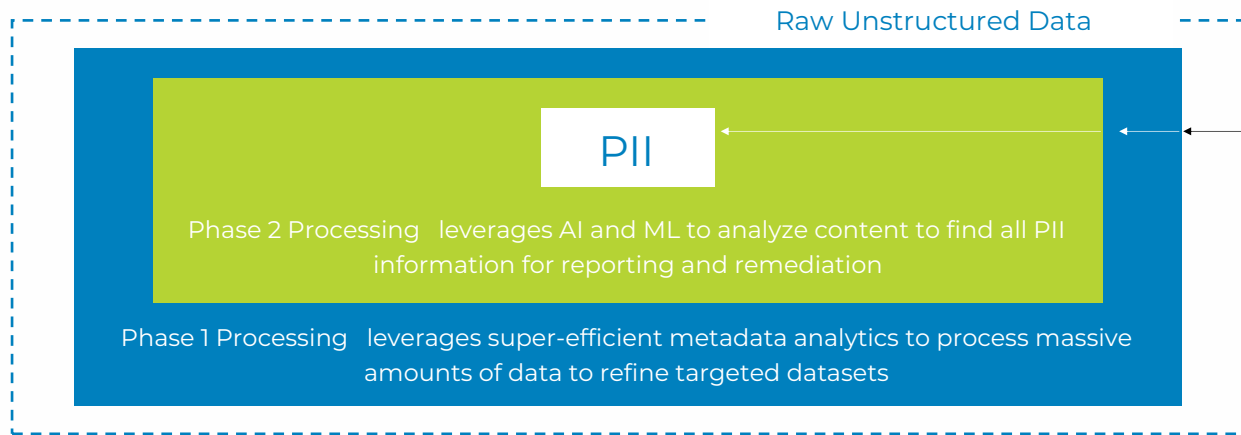 Raw Unstructured Data
PII
Phase 2 Processing leverages AI and ML to analyze content to find all PII
information for reporting and remediation
Phase 1 Processing leverages super-efficient metadata analytics to process massive
amounts of data to refine targeted datasets